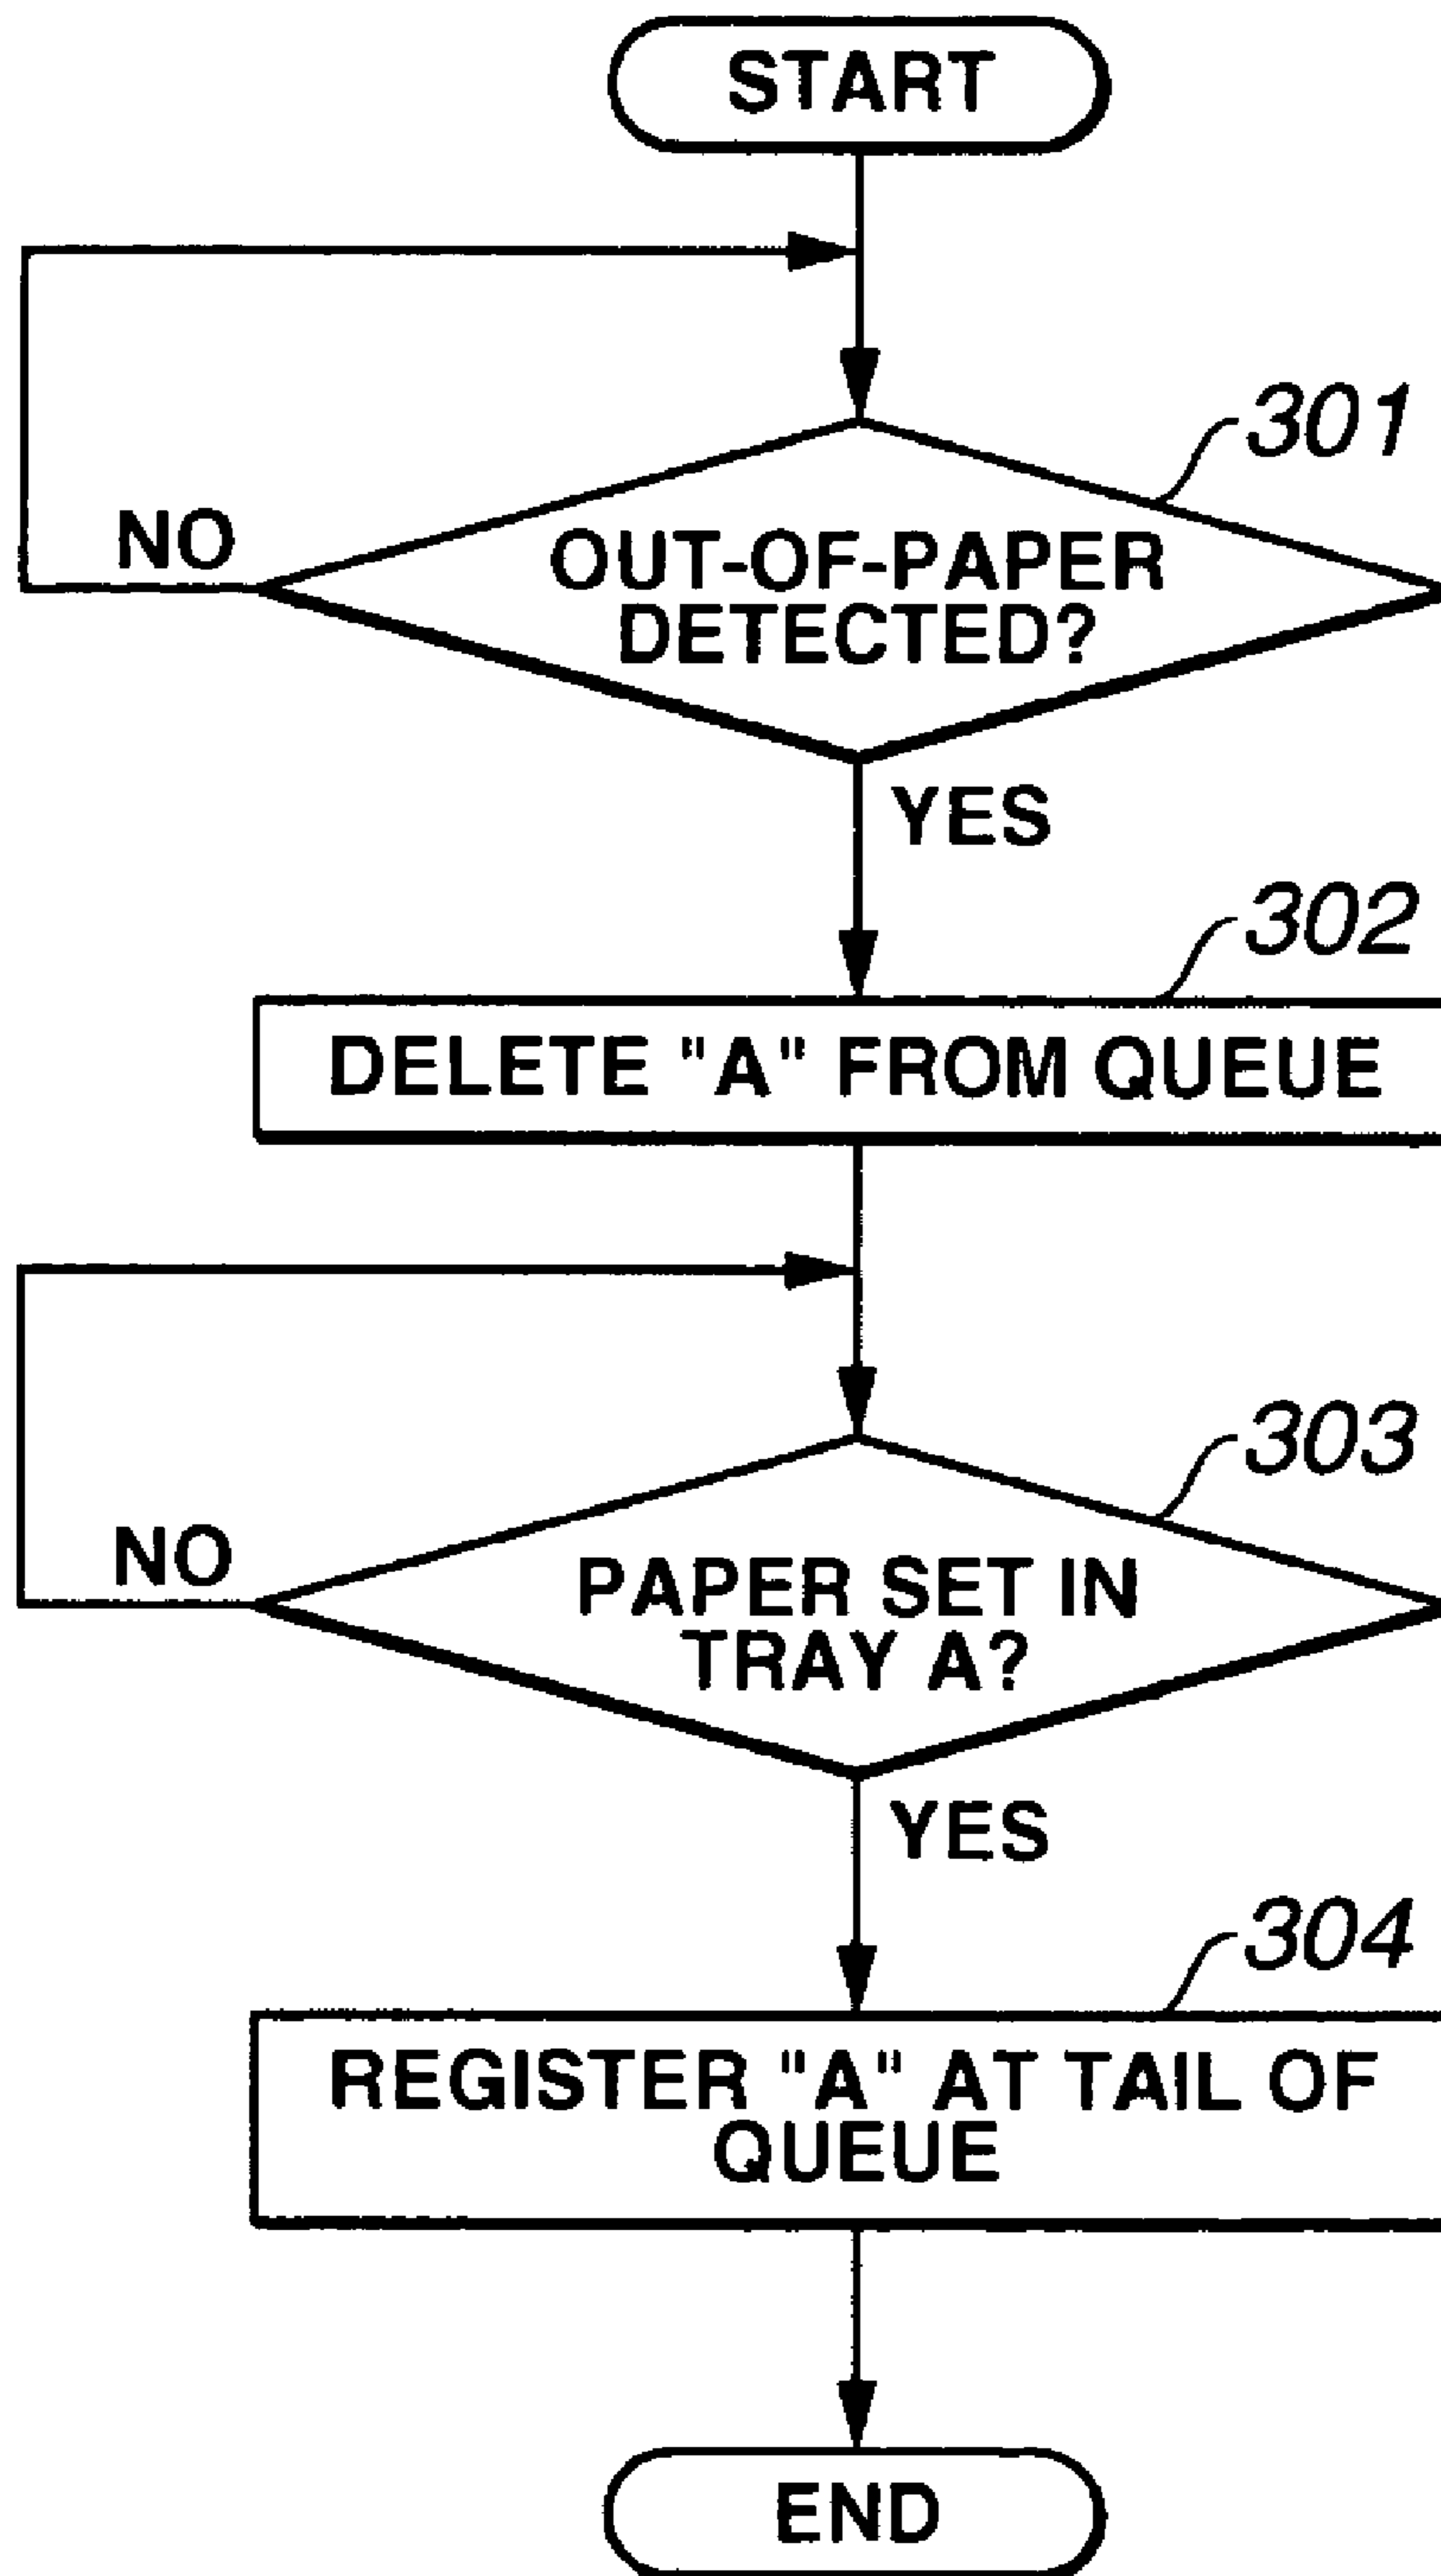 START
301
NO
OUT-OF-PAPER
DETECTED?
YES
302
DELETE "A" FROM QUEUE
303
NO
PAPER SET IN
TRAY A?
YES
304
REGISTER "A" AT TAIL OF
QUEUE
END